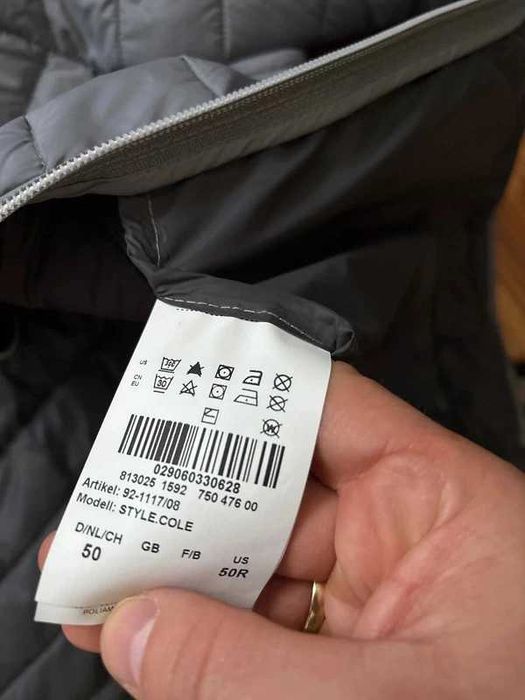 US
CN
EU
30
029060330628
813025 1592 750 476 00
Artikel: 92-1117/08
Modell: STYLE.COLE
D/NL/CH GB F/B US
50 50R